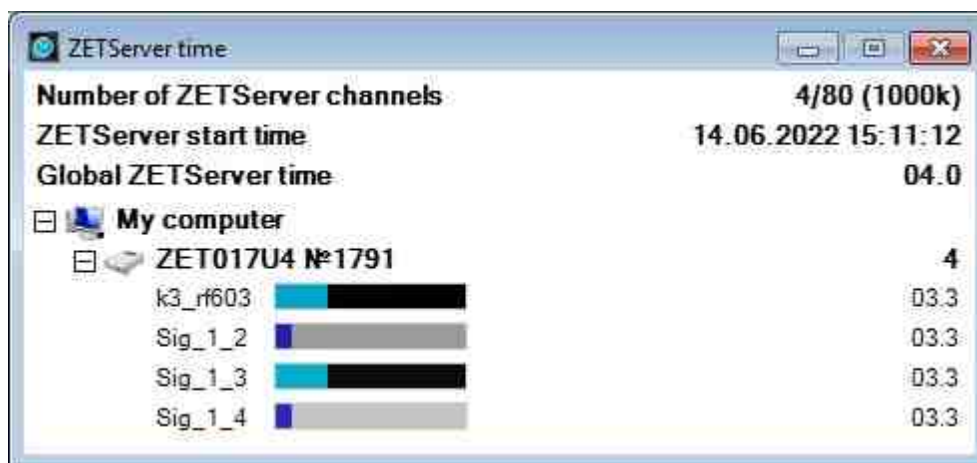 ZETServer time
Number of ZETServer channels 4/80 (1000k)
ZETServer start time 14.06.2022 15:11:12
Global ZETServer time 04.0
My computer
ZET017U4 №1791 4
k3_rf603 03.3
Sig_1_2 03.3
Sig_1_3 03.3
Sig_1_4 03.3